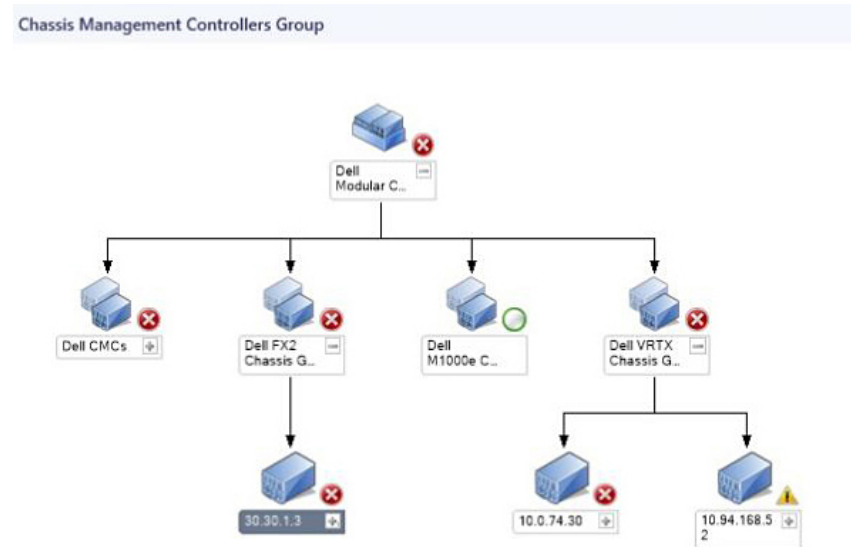 Chassis Management Controllers Group
Dell
Modular C...
Dell CMCs
Dell FX2
Chassis G...
Dell
M1000e C...
Dell VRTX
Chassis G...
30.30.1.3
10.0.74.30
10.94.168.5
2